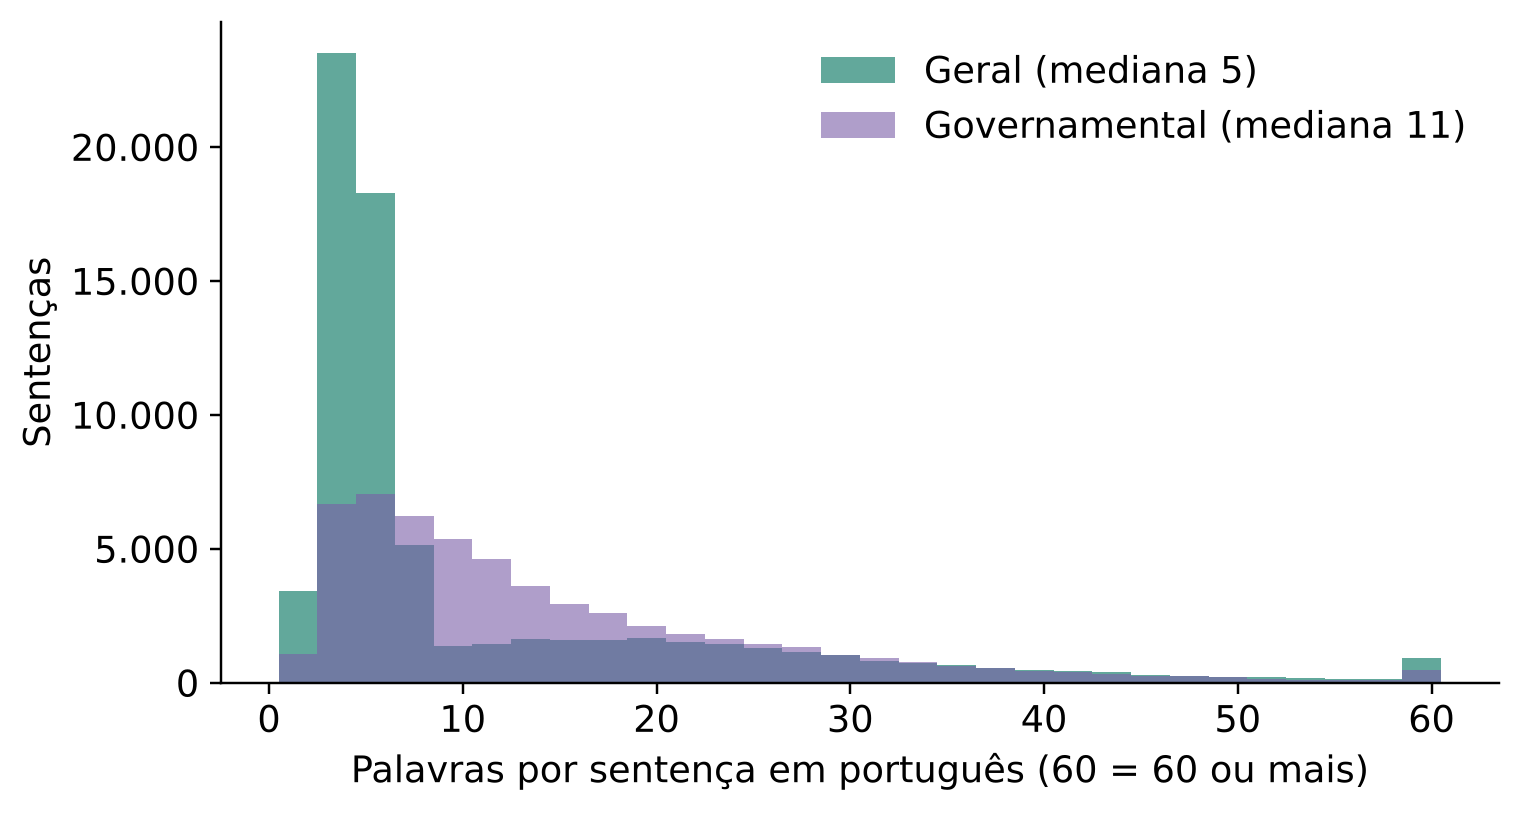 Geral (mediana 5)
Governamental (mediana 11)
Sentenças
20.000
15.000
10.000
5.000
0
0 10 20 30 40 50 60
Palavras por sentença em português (60 = 60 ou mais)